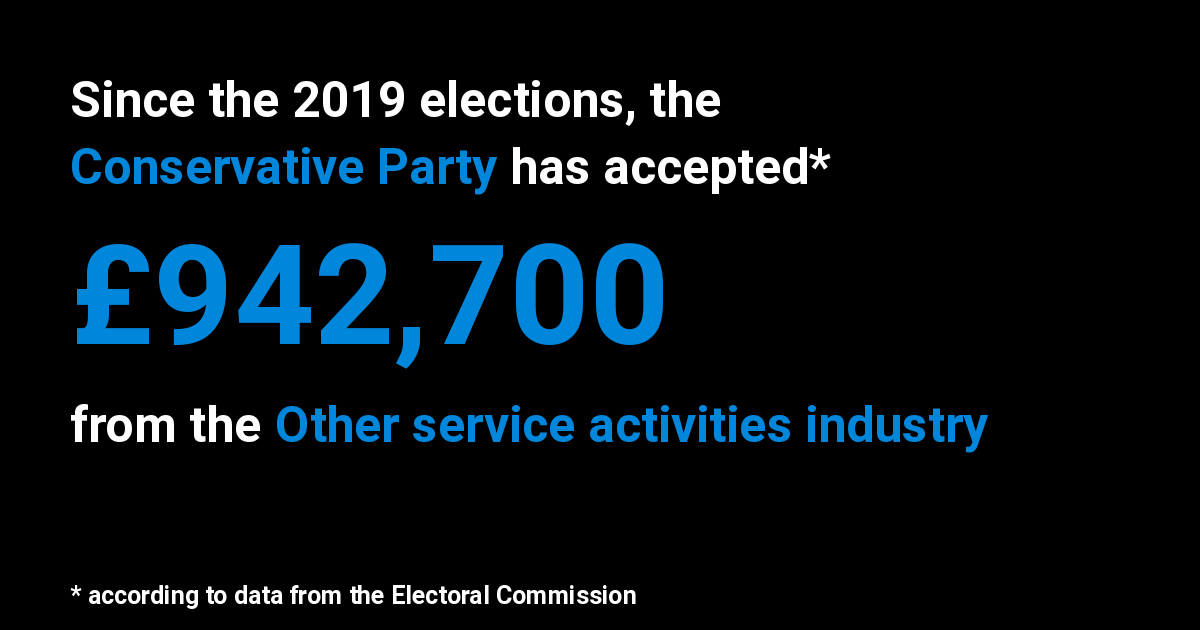 Since the 2019 elections, the
Conservative Party has accepted*
£942,700
from the Other service activities industry
* according to data from the Electoral Commission